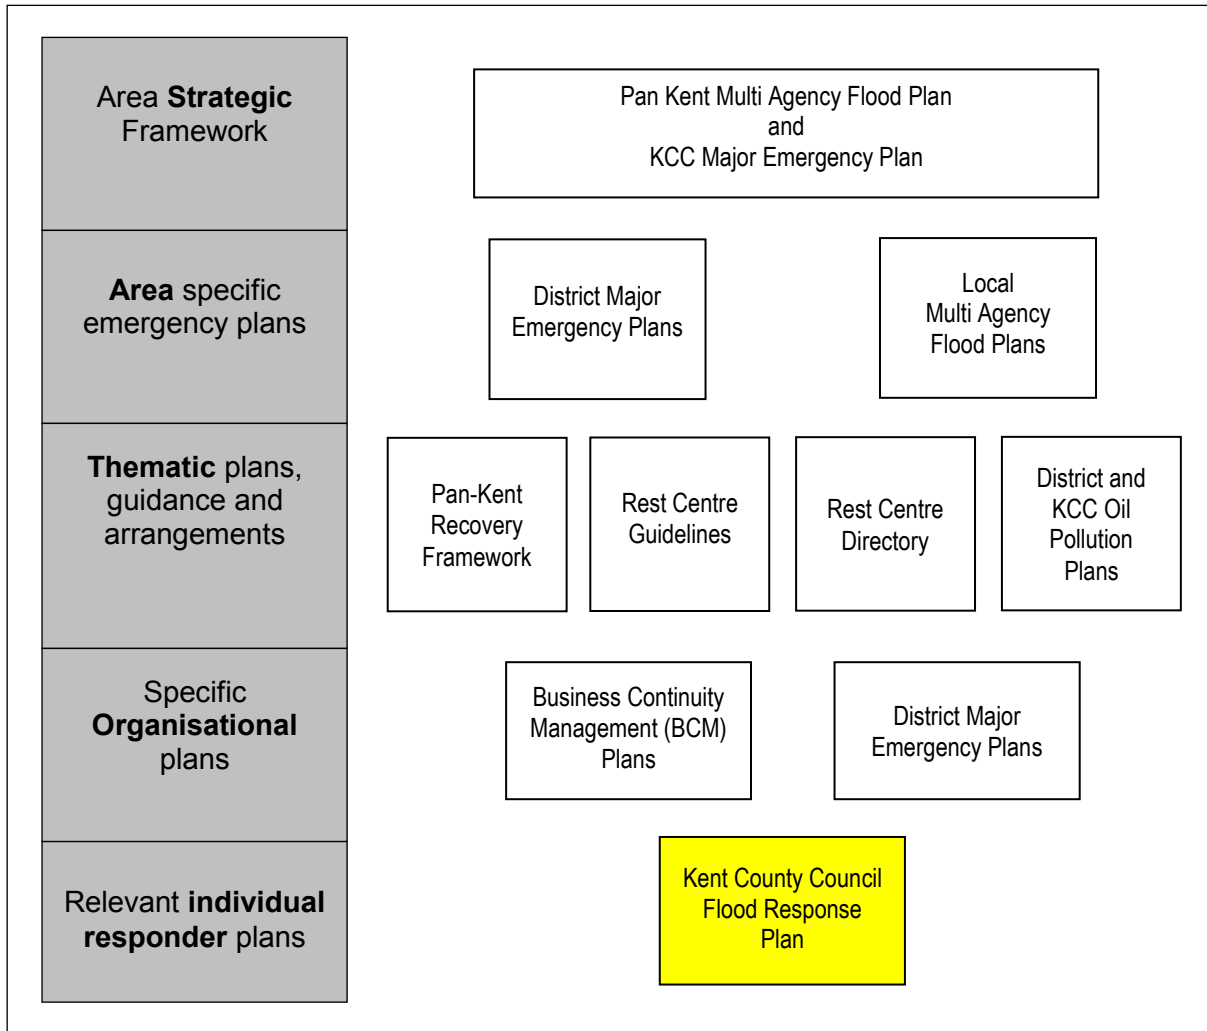 Area Strategic
Framework
Pan Kent Multi Agency Flood Plan
and
KCC Major Emergency Plan
Area specific
emergency plans
District Major
Emergency Plans
Local
Multi Agency
Flood Plans
Thematic plans,
guidance and
arrangements
Pan-Kent
Recovery
Framework
Rest Centre
Guidelines
Rest Centre
Directory
District and
KCC Oil
Pollution
Plans
Specific
Organisational
plans
Business Continuity
Management (BCM)
Plans
District Major
Emergency Plans
Relevant individual
responder plans
Kent County Council
Flood Response
Plan